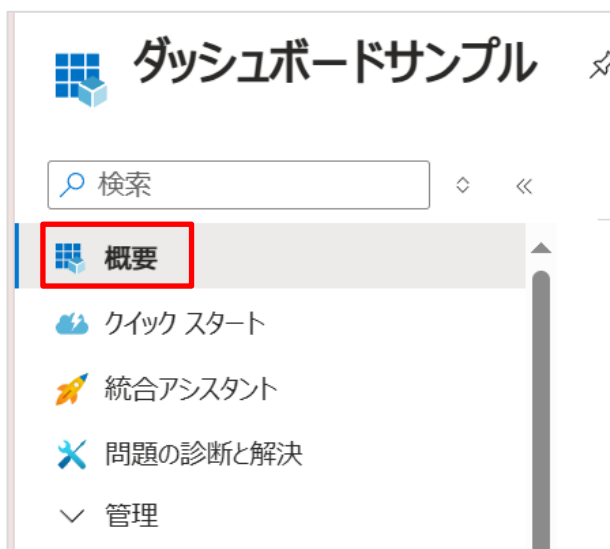 ダッシュボードサンプル
検索
概要
クイック スタート
統合アシスタント
問題の診断と解決
管理